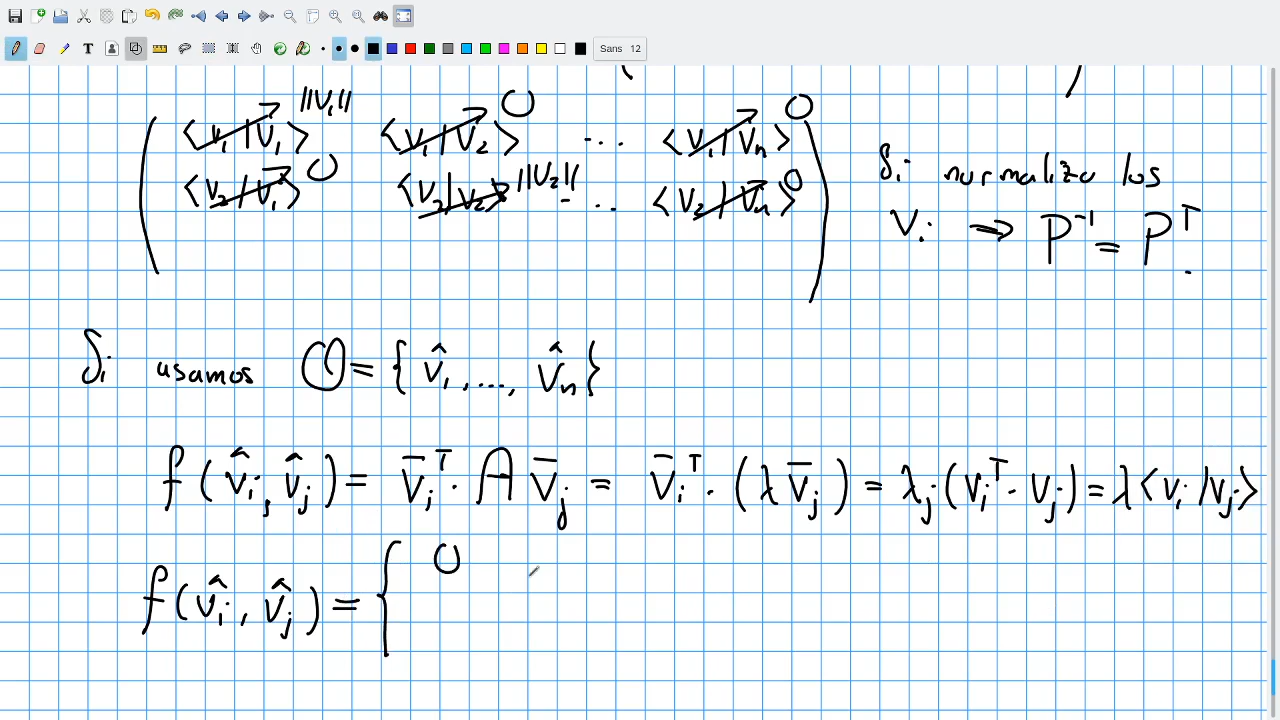 Sans 12
⟨v₁|v₁⟩ ||V₁|| ⟨v₁|V₂⟩ 0 ... ⟨v₁|Vₙ⟩ 0
⟨v₂|v₁⟩ 0 ⟨v₂|v₂⟩ ||V₂|| ... ⟨v₂|Vₙ⟩ 0
Si normalizo los
Vᵢ ⇒ P⁻¹ = Pᵀ
Si usamos O = { v̂₁, ..., v̂ₙ }
f(v̂ᵢ, v̂ⱼ) = v̄ᵢᵀ · A v̄ⱼ = v̄ᵢᵀ · (λ v̄ⱼ) = λⱼ (vᵢᵀ · vⱼ) = λ⟨vᵢ|vⱼ⟩
f(v̂ᵢ, v̂ⱼ) = { 0